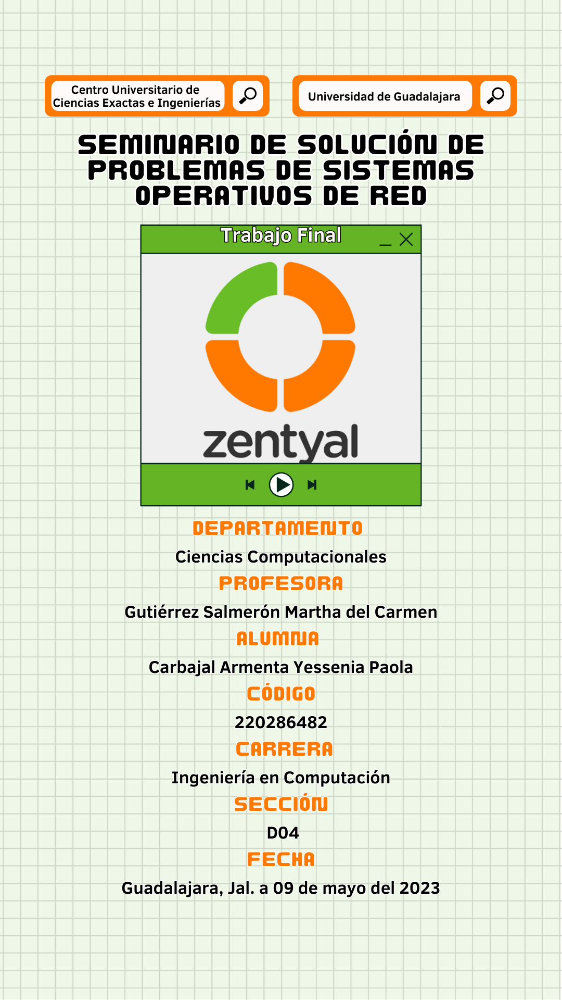 Centro Universitario de
Ciencias Exactas e Ingenierías
Universidad de Guadalajara
SEMINARIO DE SOLUCIÓN DE
PROBLEMAS DE SISTEMAS
OPERATIVOS DE RED
Trabajo Final
zentyal
DEPARTAMENTO
Ciencias Computacionales
PROFESORA
Gutiérrez Salmerón Martha del Carmen
ALUMNA
Carbajal Armenta Yessenia Paola
CÓDIGO
220286482
CARRERA
Ingeniería en Computación
SECCIÓN
D04
FECHA
Guadalajara, Jal. a 09 de mayo del 2023